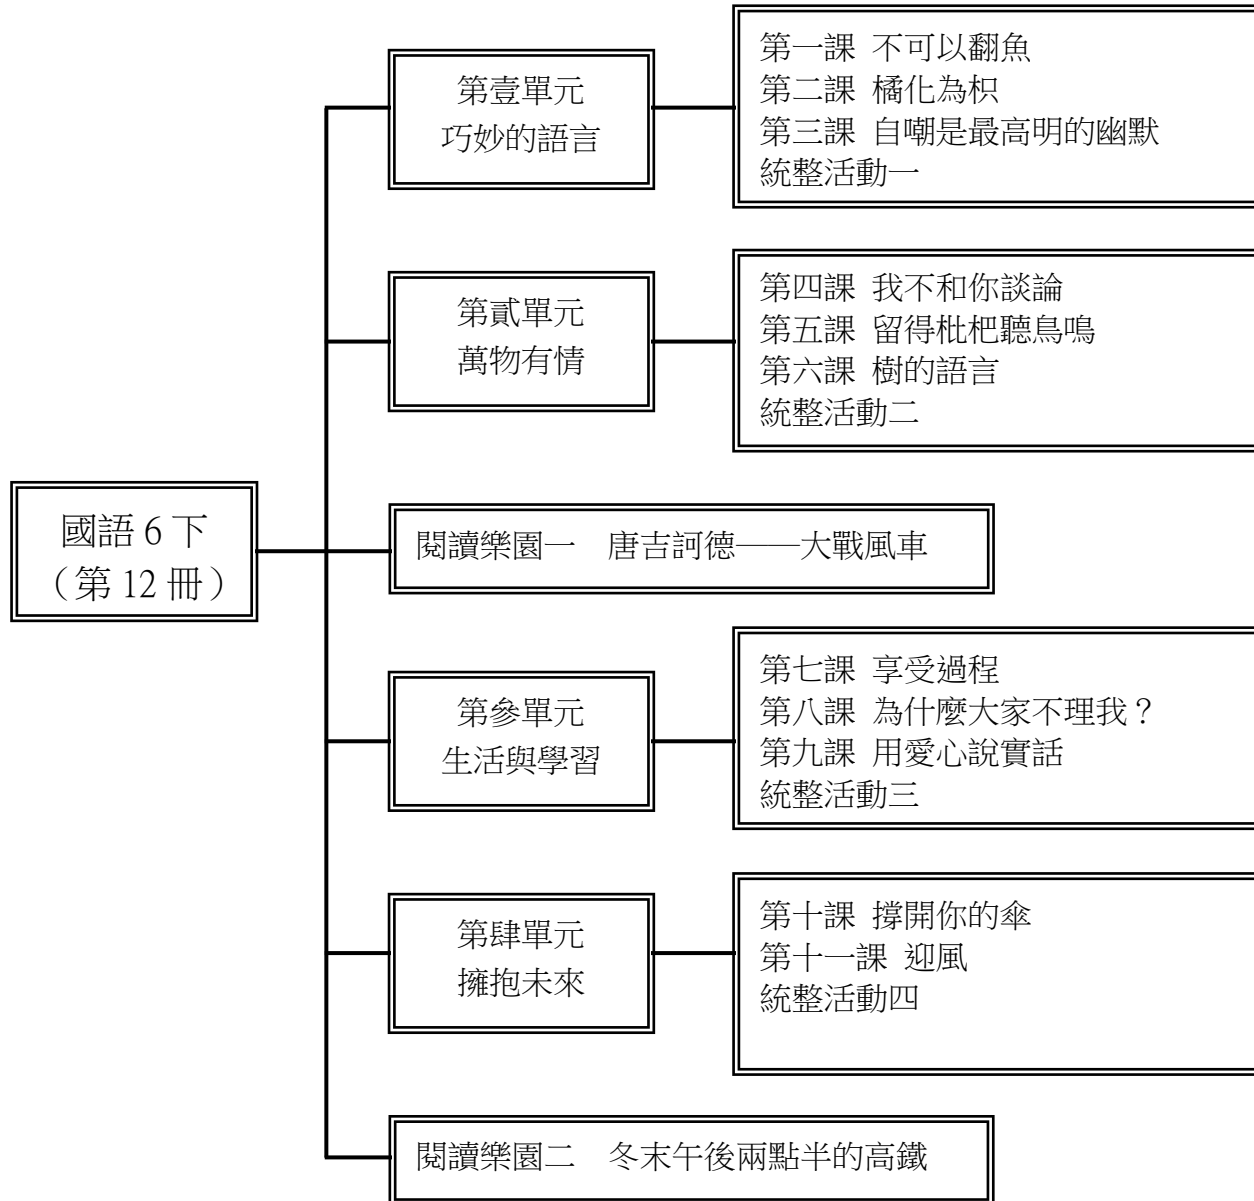 國語 6 下
（第 12 冊）
第壹單元
巧妙的語言
第一課 不可以翻魚
第二課 橘化為枳
第三課 自嘲是最高明的幽默
統整活動一
第貳單元
萬物有情
第四課 我不和你談論
第五課 留得枇杷聽鳥鳴
第六課 樹的語言
統整活動二
閱讀樂園一　唐吉訶德——大戰風車
第參單元
生活與學習
第七課 享受過程
第八課 為什麼大家不理我？
第九課 用愛心說實話
統整活動三
第肆單元
擁抱未來
第十課 撐開你的傘
第十一課 迎風
統整活動四
閱讀樂園二　冬末午後兩點半的高鐵